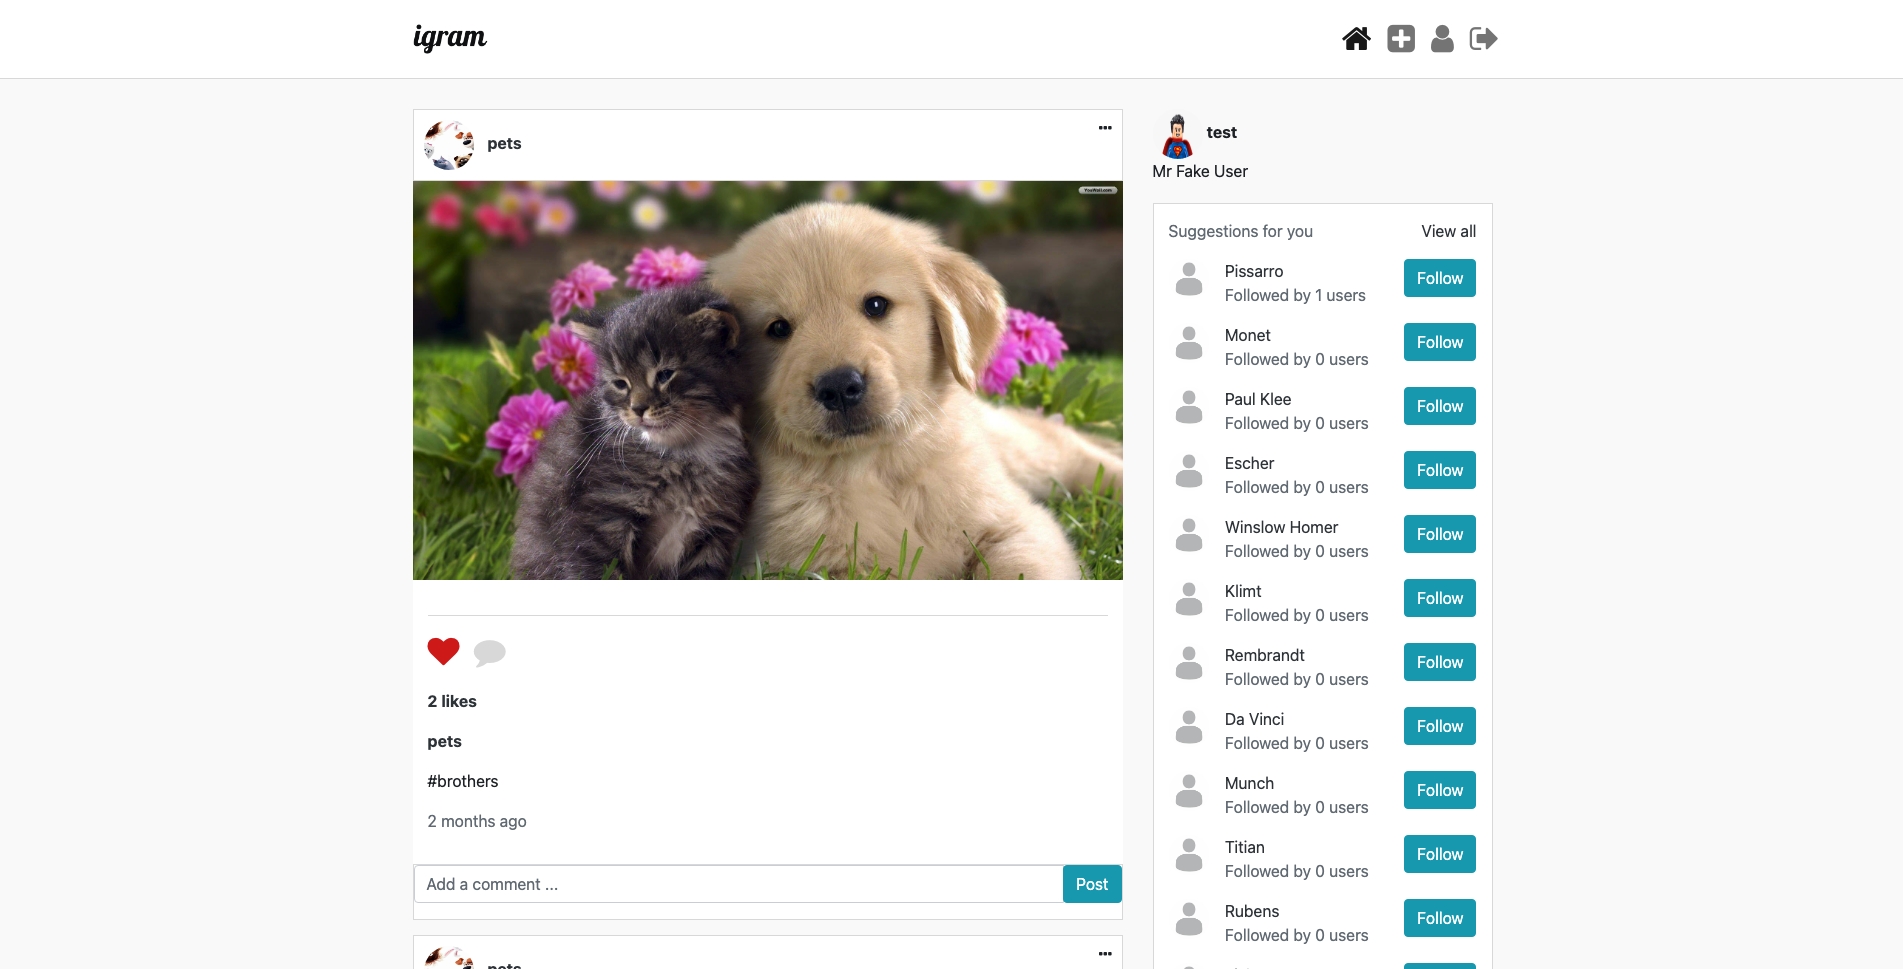 igram
pets
YouWall.com
2 likes
pets
#brothers
2 months ago
Add a comment ...
Post
pets
test
Mr Fake User
Suggestions for you
View all
Pissarro
Followed by 1 users
Follow
Monet
Followed by 0 users
Follow
Paul Klee
Followed by 0 users
Follow
Escher
Followed by 0 users
Follow
Winslow Homer
Followed by 0 users
Follow
Klimt
Followed by 0 users
Follow
Rembrandt
Followed by 0 users
Follow
Da Vinci
Followed by 0 users
Follow
Munch
Followed by 0 users
Follow
Titian
Followed by 0 users
Follow
Rubens
Followed by 0 users
Follow